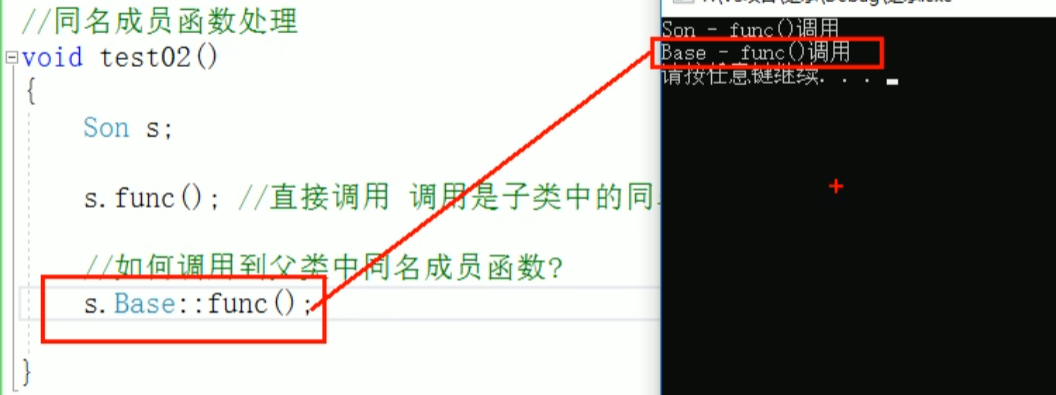 //同名成员函数处理
void test02()
{
Son s;
s.func(); //直接调用 调用是子类中的同
//如何调用到父类中同名成员函数?
s.Base::func();
}
Son - func()调用
Base - func()调用
请按任意键继续. . .